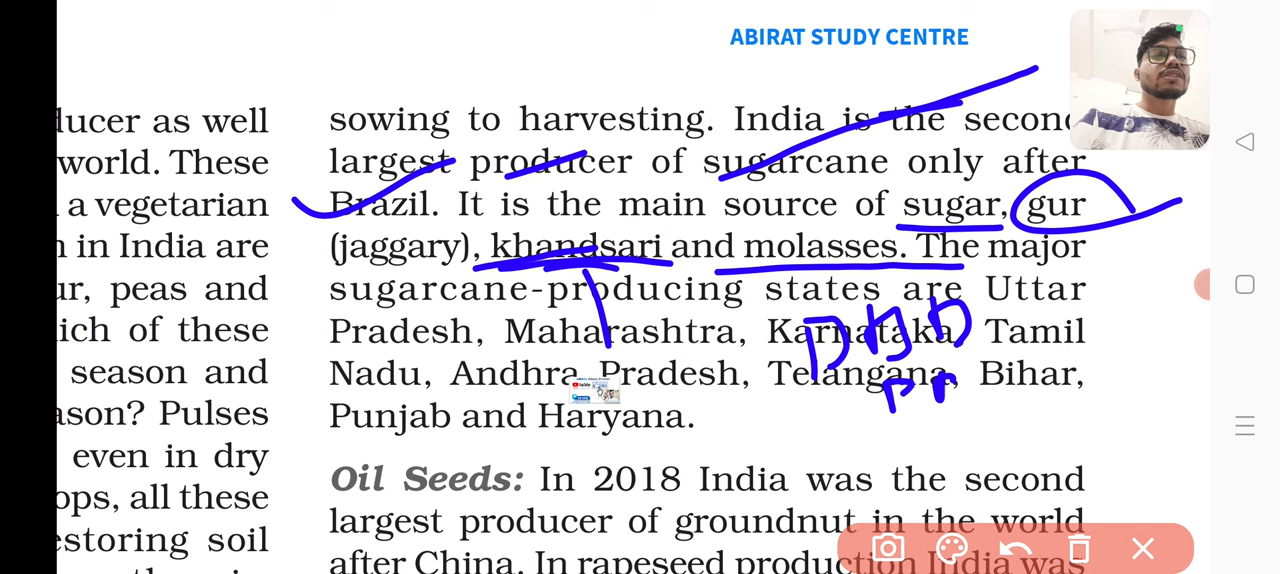 ABIRAT STUDY CENTRE
ducer as well
world. These
a vegetarian
in India are
ur, peas and
ich of these
season and
ason? Pulses
even in dry
ops, all these
estoring soil
sowing to harvesting. India is the second
largest producer of sugarcane only after
Brazil. It is the main source of sugar, gur
(jaggary), khandsari and molasses. The major
sugarcane-producing states are Uttar
Pradesh, Maharashtra, Karnataka, Tamil
Nadu, Andhra Pradesh, Telangana, Bihar,
Punjab and Haryana.
Oil Seeds: In 2018 India was the second
largest producer of groundnut in the world
after China. In rapeseed production India was